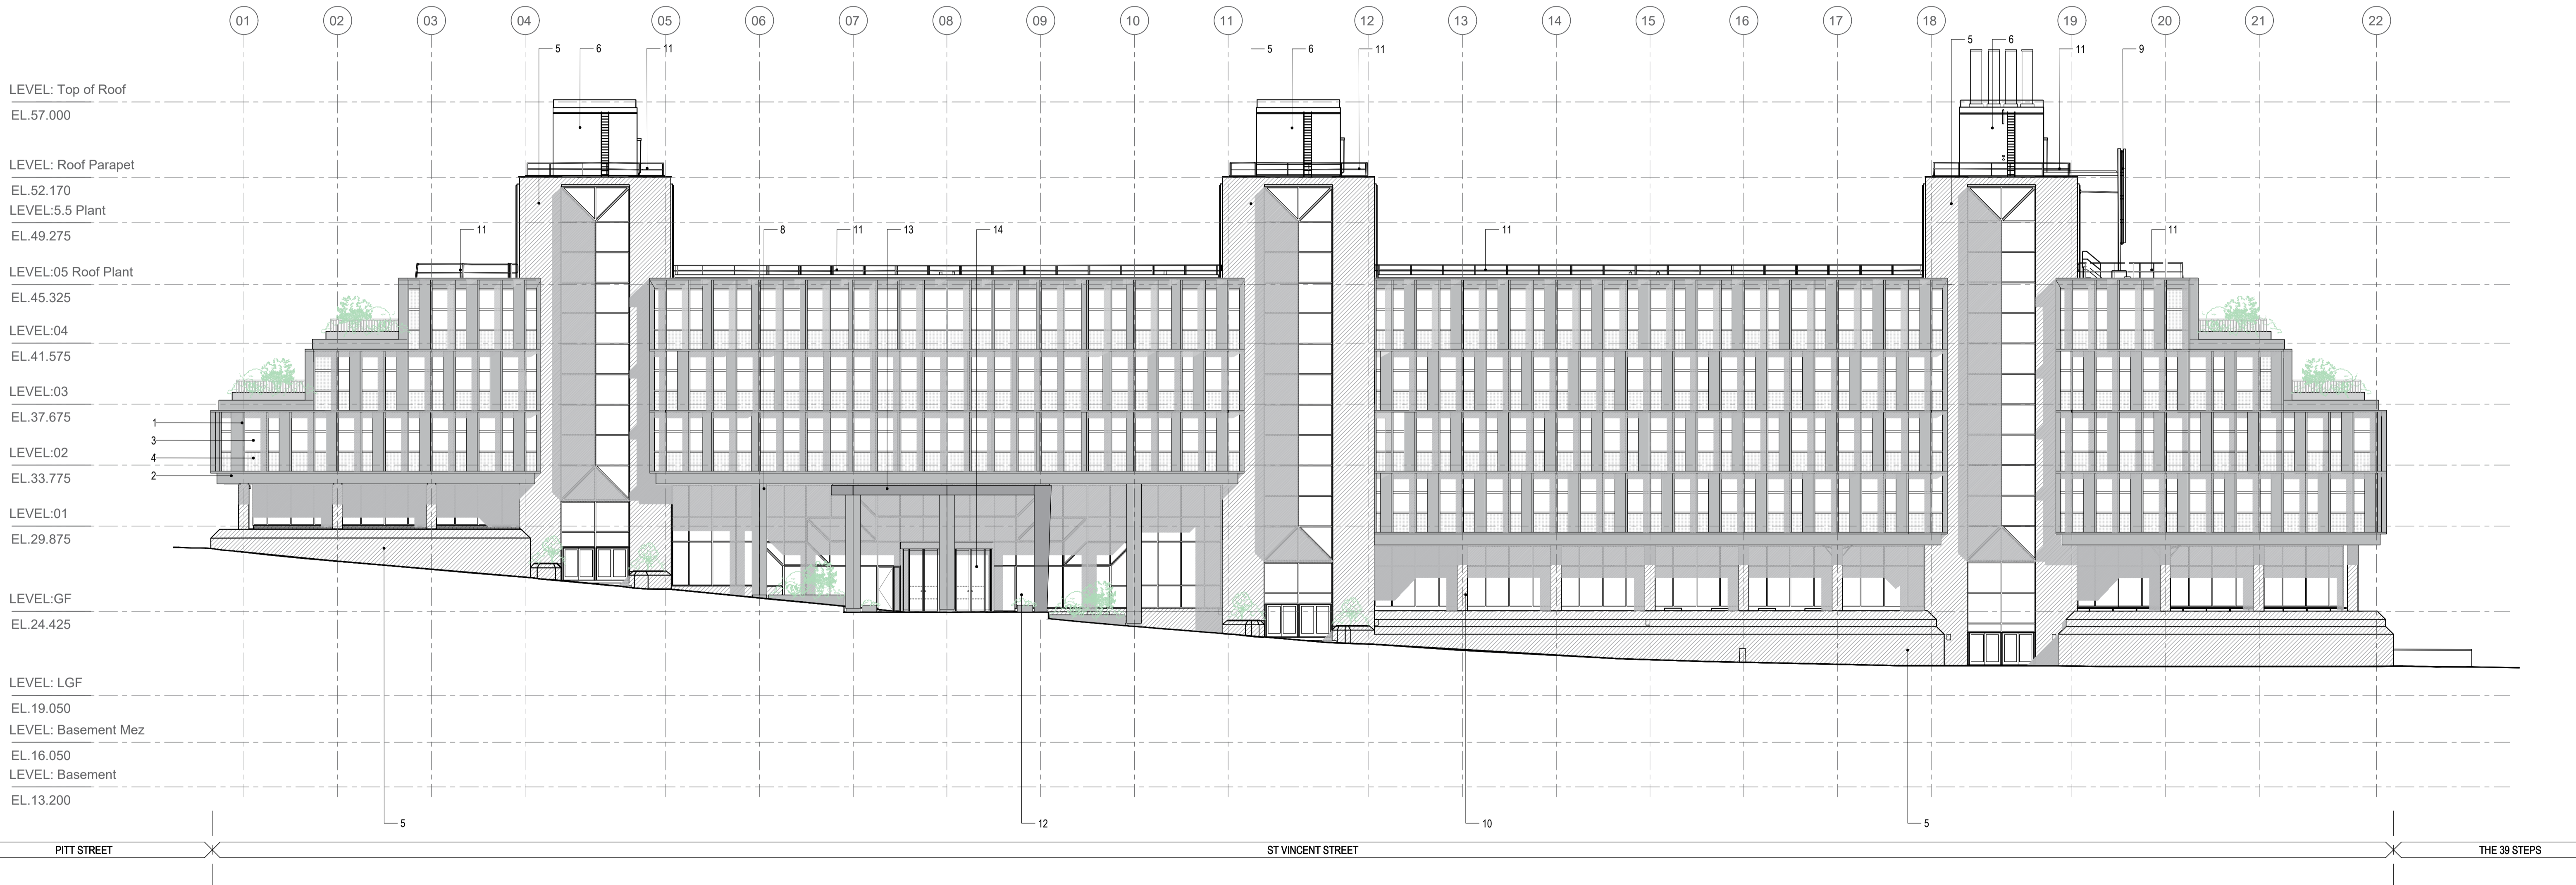 01 02 03 04 05 06 07 08 09 10 11 12 13 14 15 16 17 18 19 20 21 22
5 6 11 5 6 11 5 6 11 9
LEVEL: Top of Roof
EL.57.000
LEVEL: Roof Parapet
EL.52.170
LEVEL:5.5 Plant
EL.49.275
11 8 11 13 14 11 11
LEVEL:05 Roof Plant
EL.45.325
LEVEL:04
EL.41.575
LEVEL:03
EL.37.675
1
3
LEVEL:02
4
EL.33.775
2
LEVEL:01
EL.29.875
LEVEL:GF
EL.24.425
LEVEL: LGF
EL.19.050
LEVEL: Basement Mez
EL.16.050
LEVEL: Basement
EL.13.200
5 12 10 5
PITT STREET ST VINCENT STREET THE 39 STEPS